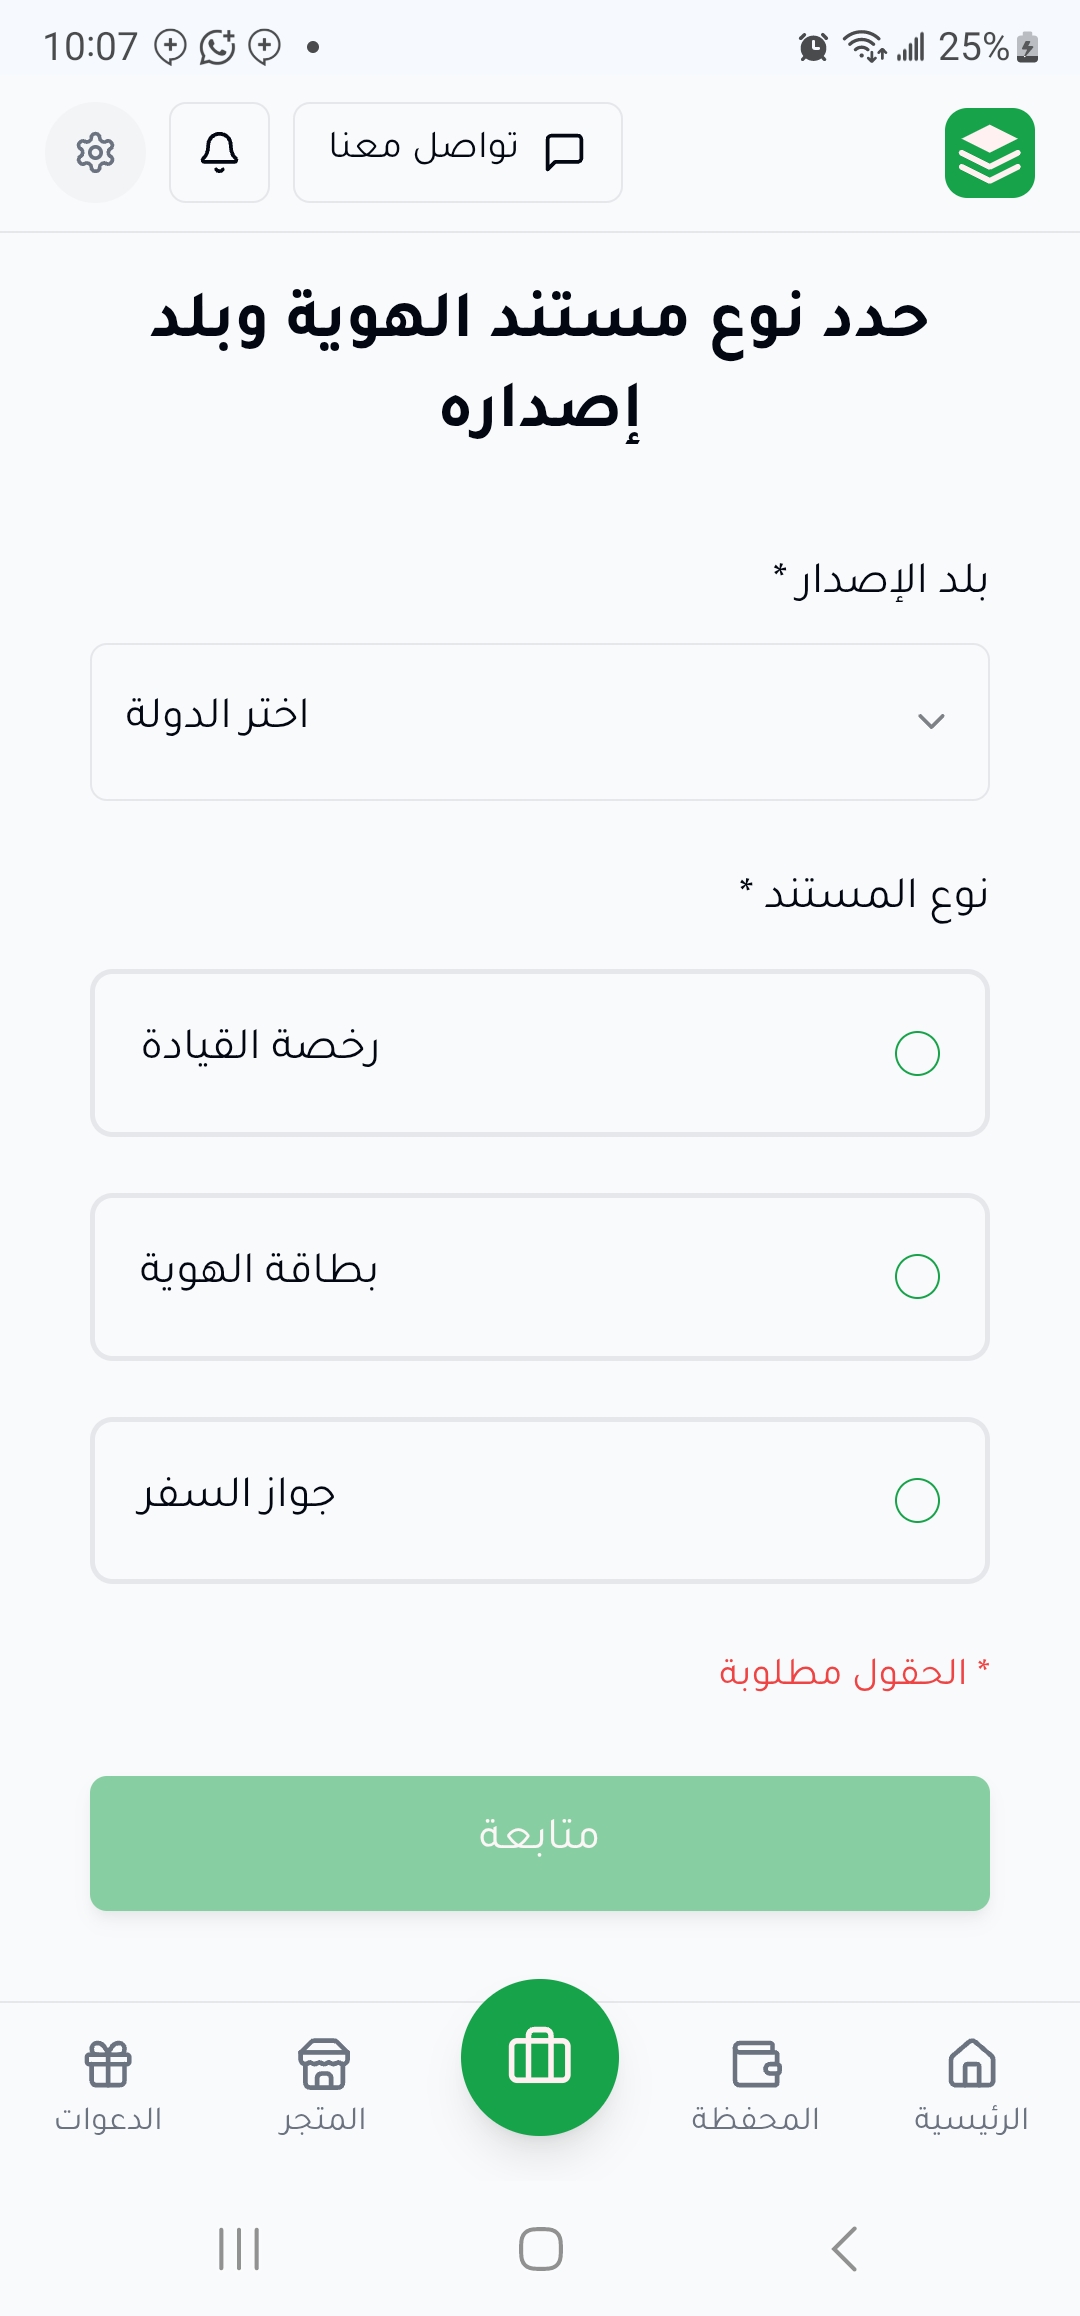 10:07
25%
تواصل معنا
حدد نوع مستند الهوية وبلد
إصداره
بلد الإصدار *
اختر الدولة
نوع المستند *
رخصة القيادة
بطاقة الهوية
جواز السفر
* الحقول مطلوبة
متابعة
الرئيسية
المحفظة
المتجر
الدعوات